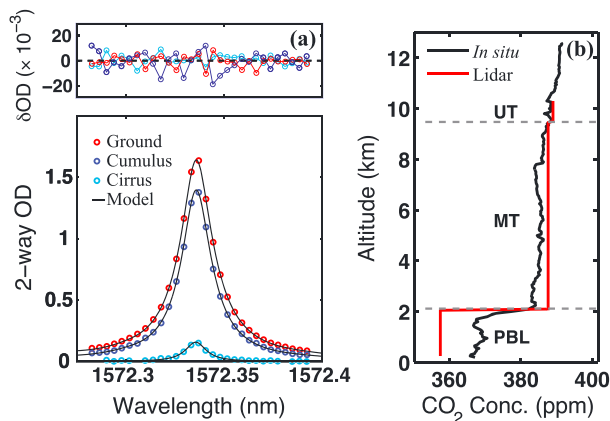 (a)
δOD (× 10⁻³)
20
0
−20
2−way OD
1.5
1
0.5
0
Ground
Cumulus
Cirrus
Model
1572.3
1572.35
1572.4
Wavelength (nm)
(b)
In situ
Lidar
Altitude (km)
12
10
8
6
4
2
0
UT
MT
PBL
360
380
400
CO₂ Conc. (ppm)